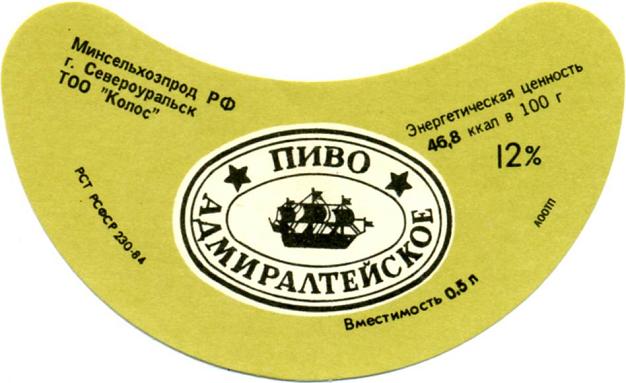 Минсельхозпрод РФ
г. Североуральск
ТОО "Колос"
Энергетическая ценность
46,8 ккал в 100 г
12%
ПИВО
АДМИРАЛТЕЙСКОЕ
РСТ РСФСР 230-84
АООТП
Вместимость 0,5 л